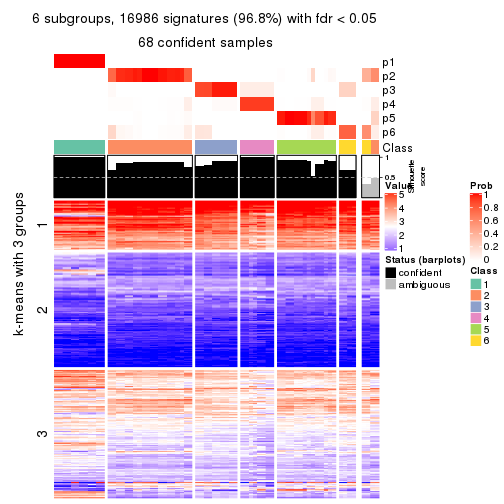 6 subgroups, 16986 signatures (96.8%) with fdr < 0.05
68 confident samples
p1
p2
p3
p4
p5
p6
Class
1
0.5
0
Silhouette
score
k-means with 3 groups
1
2
3
Value
5
4
3
2
1
Status (barplots)
confident
ambiguous
Prob
1
0.8
0.6
0.4
0.2
0
Class
1
2
3
4
5
6